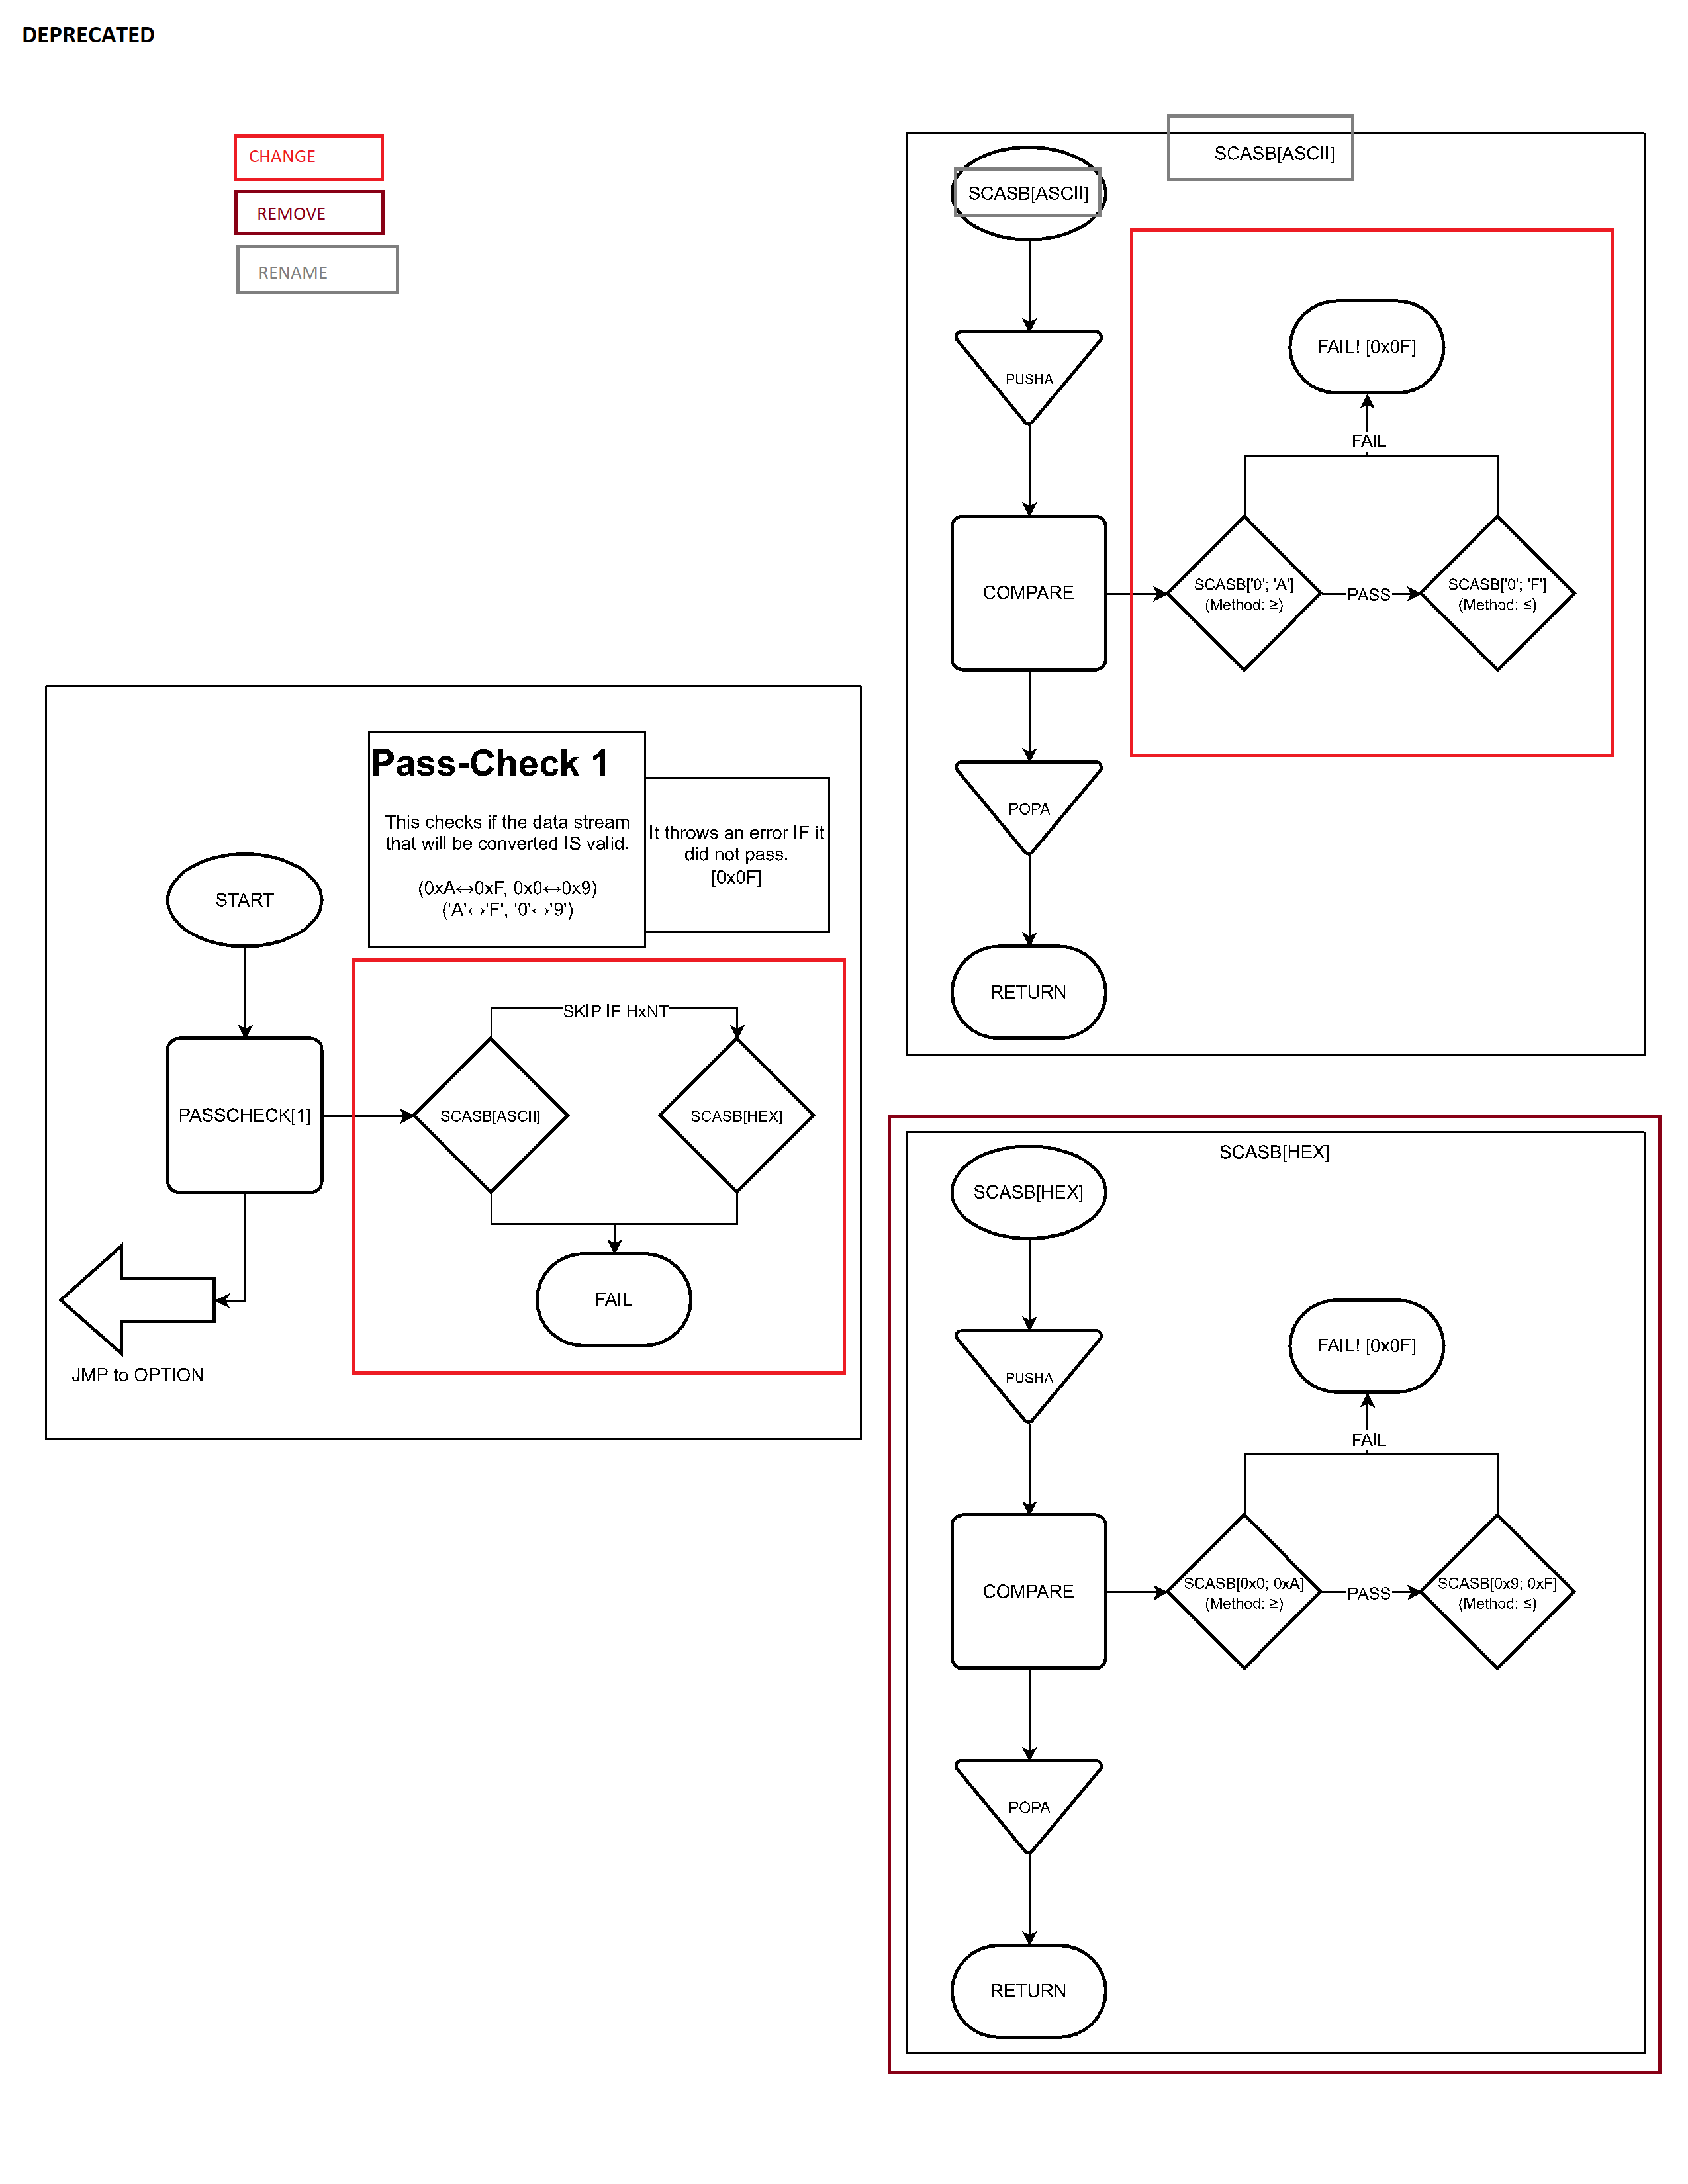 DEPRECATED
CHANGE
REMOVE
RENAME
SCASB[ASCII]
SCASB[ASCII]
PUSHA
FAIL! [0x0F]
FAIL
COMPARE
SCASB['0'; 'A']
(Method: ≥)
PASS
SCASB['0'; 'F']
(Method: ≤)
POPA
RETURN
Pass-Check 1
This checks if the data stream
that will be converted IS valid.
(0xA↔0xF, 0x0↔0x9)
('A'↔'F', '0'↔'9')
It throws an error IF it
did not pass.
[0x0F]
START
PASSCHECK[1]
SKIP IF HxNT
SCASB[ASCII]
SCASB[HEX]
FAIL
JMP to OPTION
SCASB[HEX]
SCASB[HEX]
PUSHA
FAIL! [0x0F]
FAIL
COMPARE
SCASB[0x0; 0xA]
(Method: ≥)
PASS
SCASB[0x9; 0xF]
(Method: ≤)
POPA
RETURN